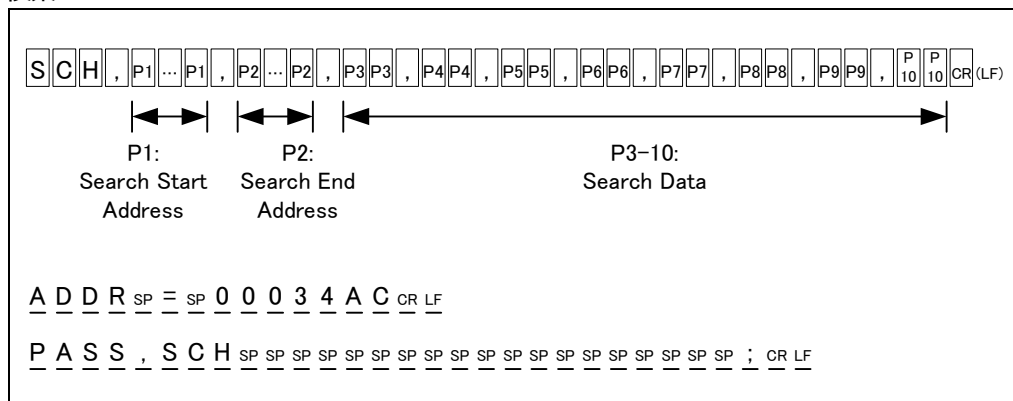 S C H , P1 … P1 , P2 … P2 , P3 P3 , P4 P4 , P5 P5 , P6 P6 , P7 P7 , P8 P8 , P9 P9 , P10 P10 CR (LF)
P1: P2: P3-10:
Search Start Search End Search Data
Address Address
A D D R SP = SP 0 0 0 3 4 A C CR LF
P A S S , S C H SP SP SP SP SP SP SP SP SP SP SP SP SP SP SP SP SP SP SP ; CR LF